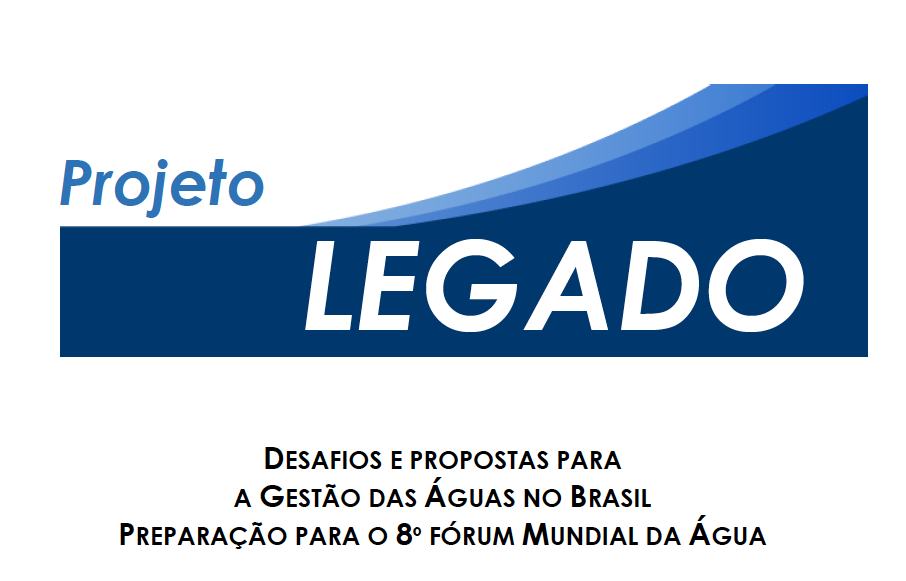 Projeto
LEGADO
DESAFIOS E PROPOSTAS PARA
A GESTÃO DAS ÁGUAS NO BRASIL
PREPARAÇÃO PARA O 8º FÓRUM MUNDIAL DA ÁGUA